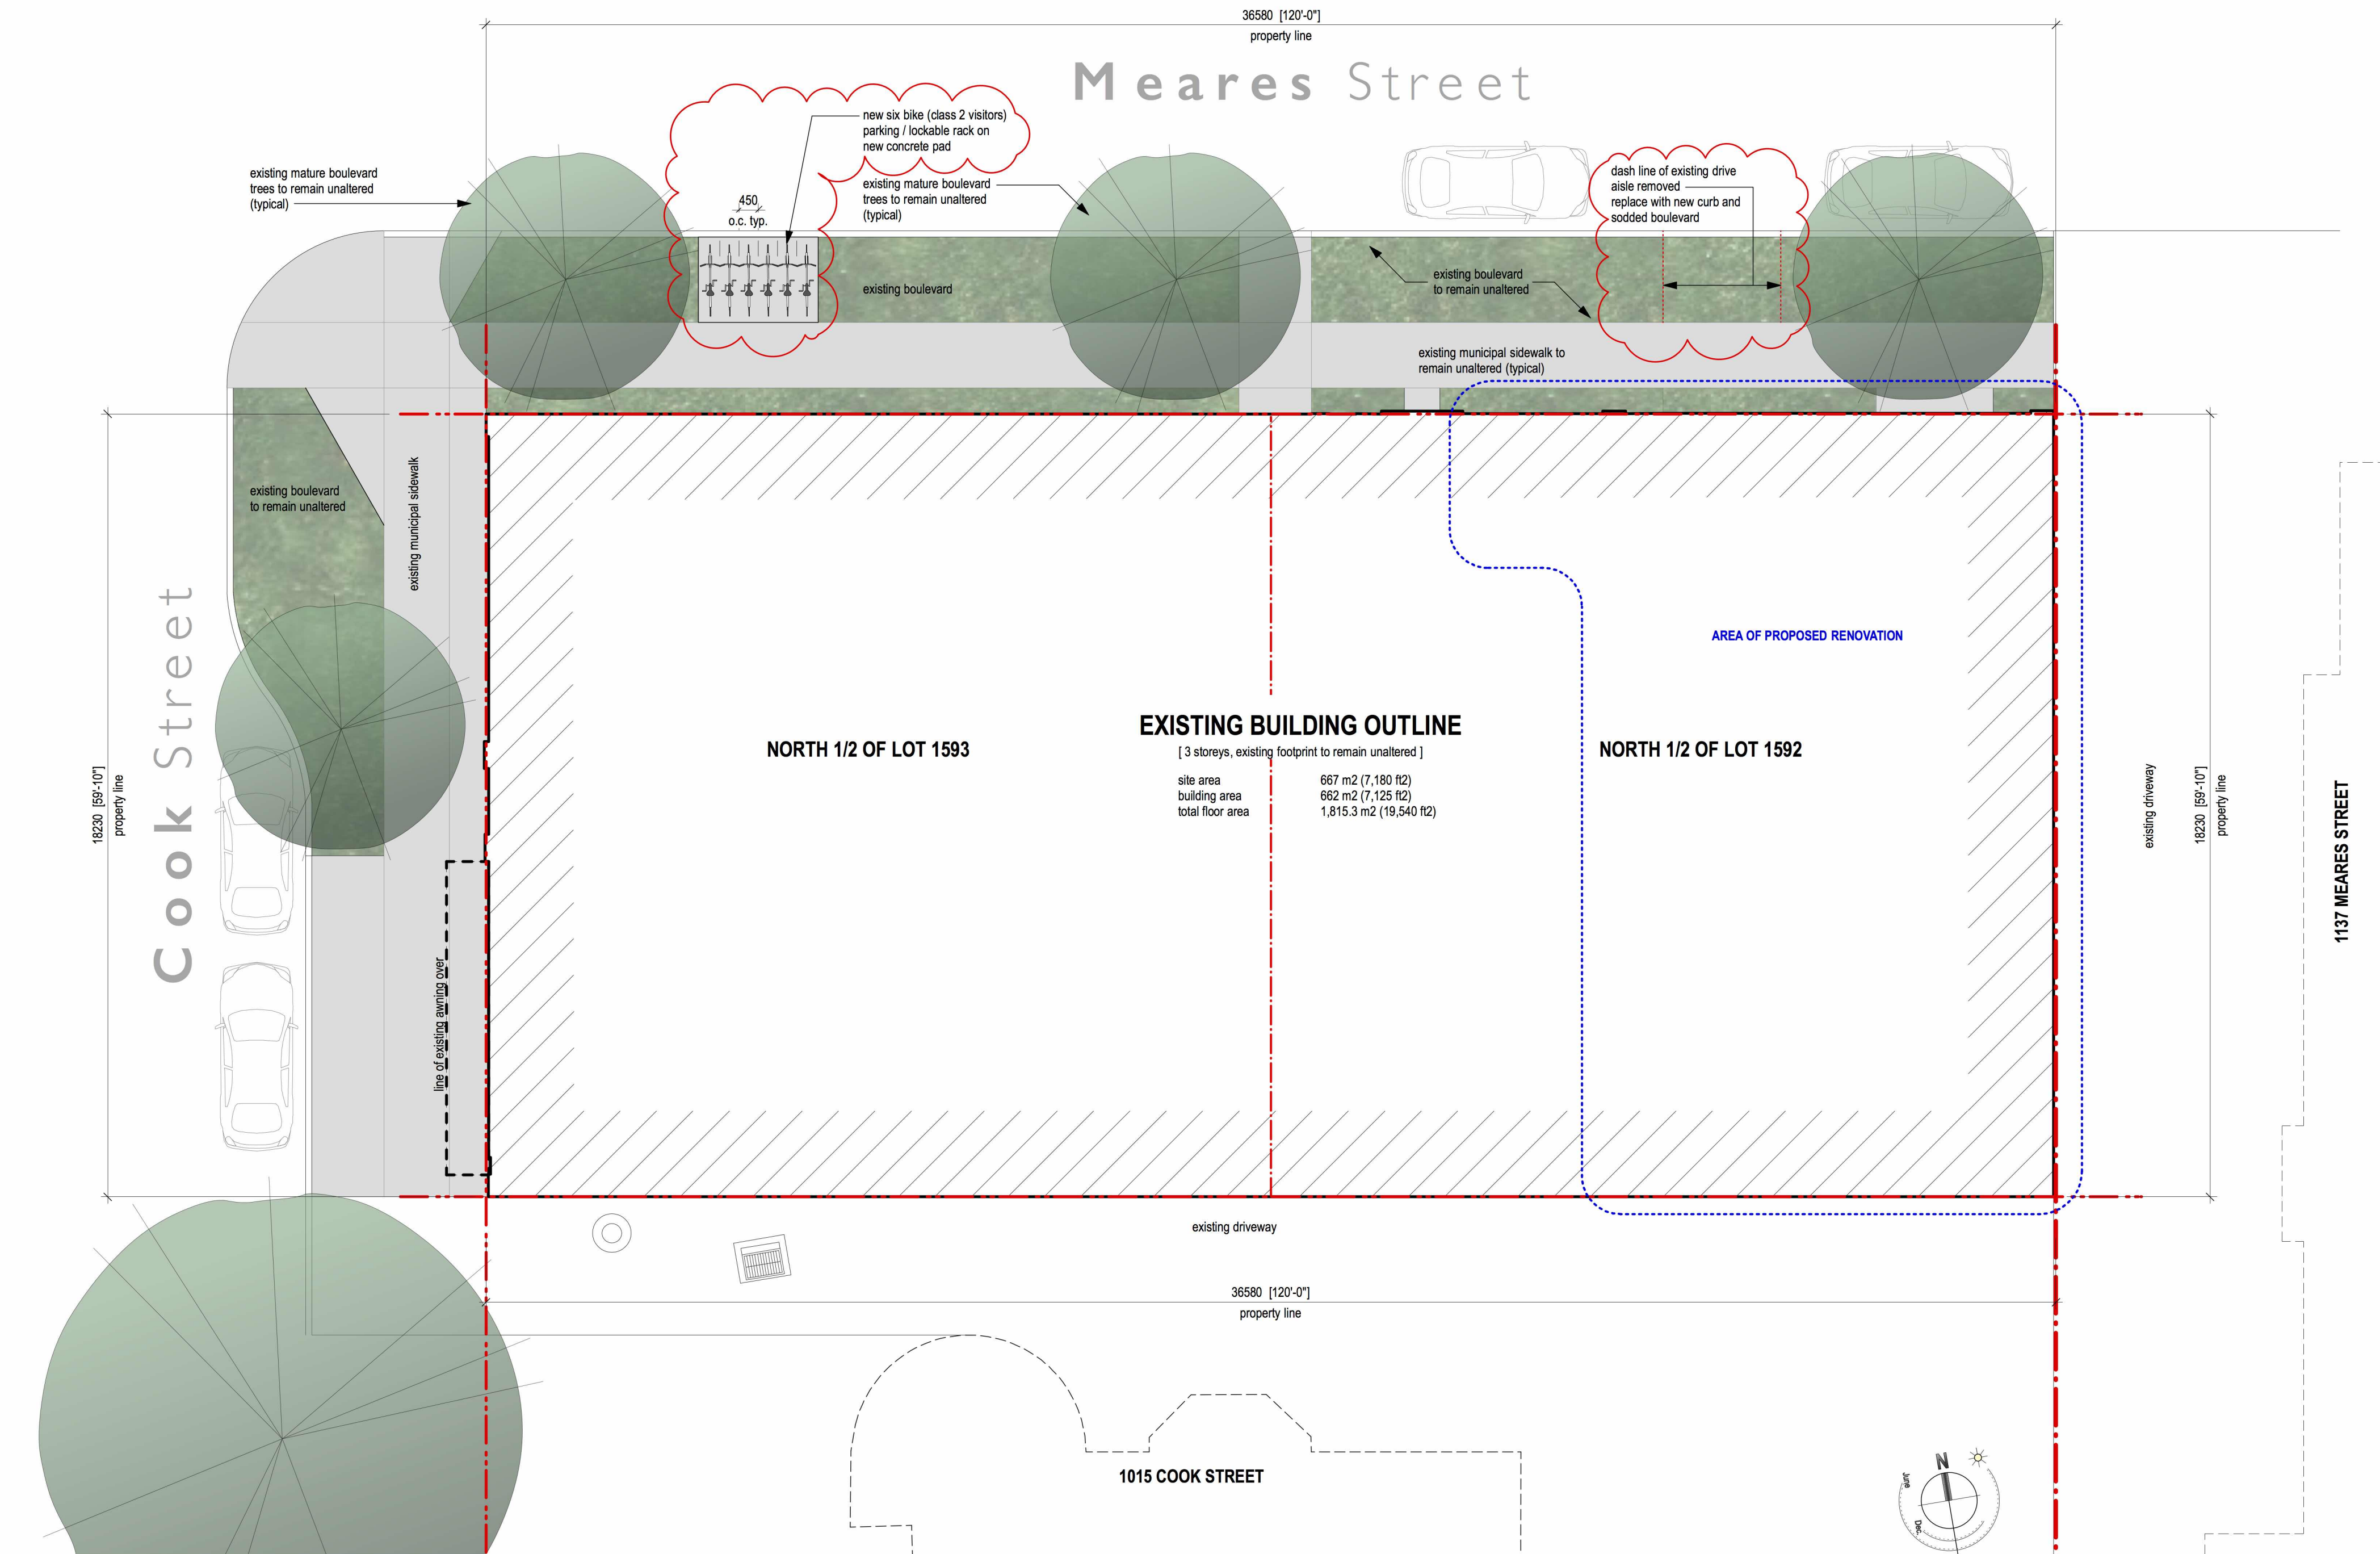 36580 [120'-0"]
property line
Meares Street
new six bike (class 2 visitors)
parking / lockable rack on
new concrete pad
existing mature boulevard
trees to remain unaltered
(typical)
450
o.c. typ.
existing mature boulevard
trees to remain unaltered
(typical)
dash line of existing drive
aisle removed
replace with new curb and
sodded boulevard
existing boulevard
existing boulevard
to remain unaltered
existing municipal sidewalk to
remain unaltered (typical)
existing boulevard
to remain unaltered
existing municipal sidewalk
Cook Street
18230 [59'-10"]
property line
line of existing awning over
AREA OF PROPOSED RENOVATION
NORTH 1/2 OF LOT 1593
EXISTING BUILDING OUTLINE
[ 3 storeys, existing footprint to remain unaltered ]
site area 667 m2 (7,180 ft2)
building area 662 m2 (7,125 ft2)
total floor area 1,815.3 m2 (19,540 ft2)
NORTH 1/2 OF LOT 1592
existing driveway
18230 [59'-10"]
property line
1137 MEARES STREET
existing driveway
36580 [120'-0"]
property line
1015 COOK STREET
N
June
Dec.